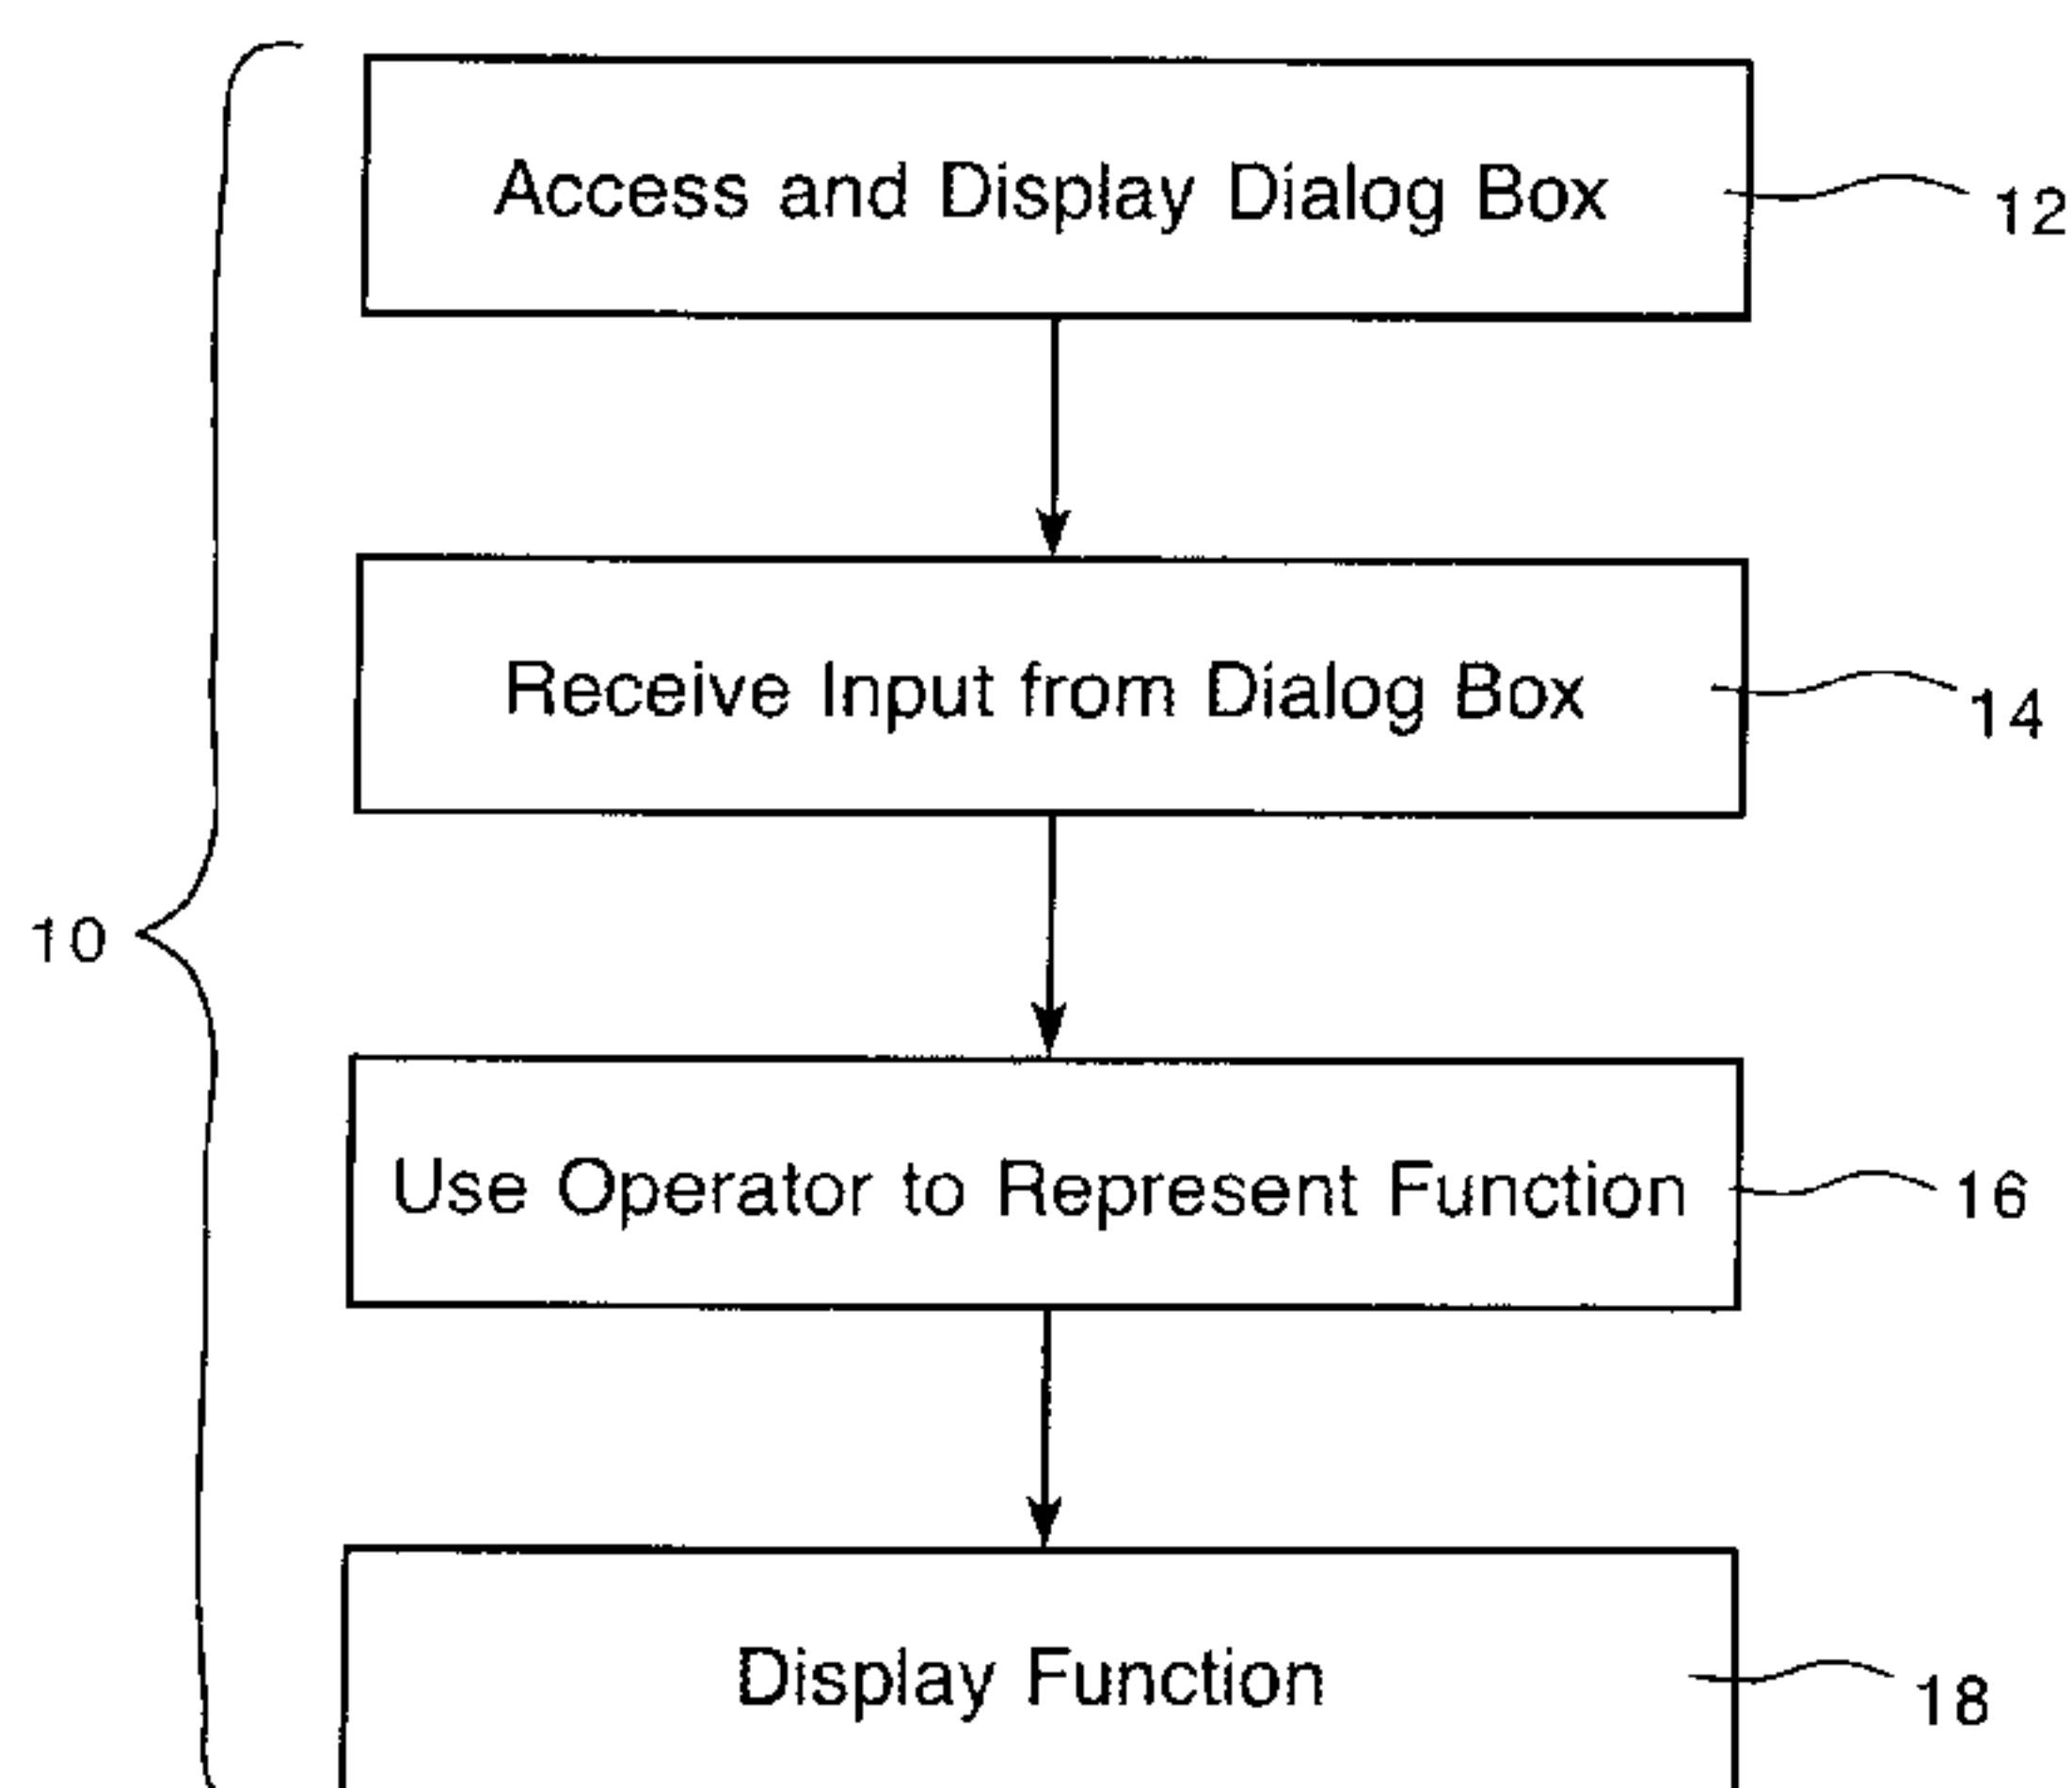 Access and Display Dialog Box
12
Receive Input from Dialog Box
14
10
Use Operator to Represent Function
16
Display Function
18